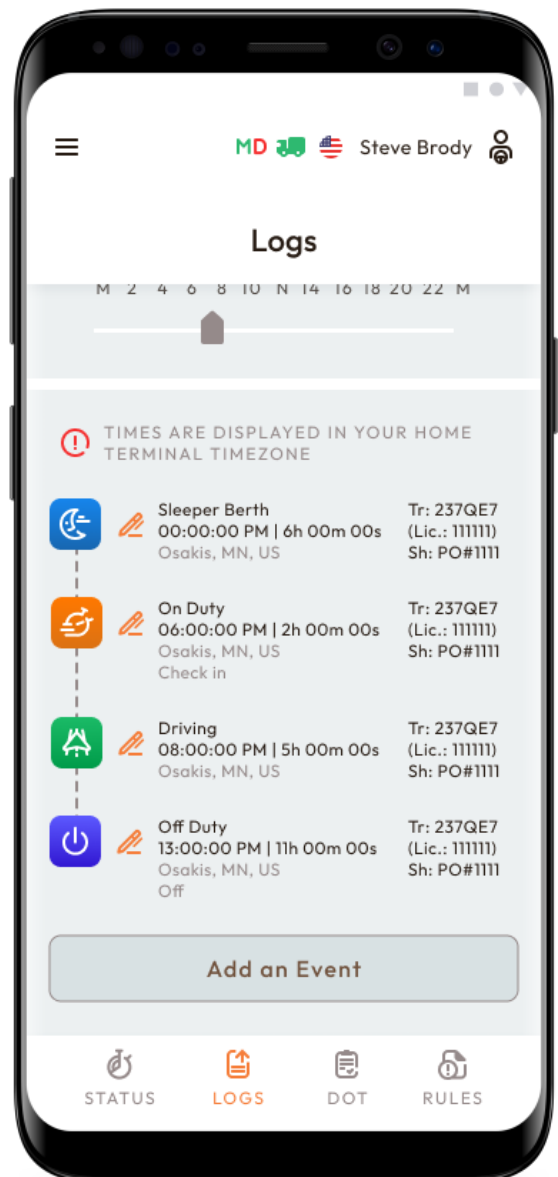 MD Steve Brody
Logs
M 2 4 6 8 10 N 14 16 18 20 22 M
TIMES ARE DISPLAYED IN YOUR HOME
TERMINAL TIMEZONE
Sleeper Berth Tr: 237QE7
00:00:00 PM | 6h 00m 00s (Lic.: 111111)
Osakis, MN, US Sh: PO#1111
On Duty Tr: 237QE7
06:00:00 PM | 2h 00m 00s (Lic.: 111111)
Osakis, MN, US Sh: PO#1111
Check in
Driving Tr: 237QE7
08:00:00 PM | 5h 00m 00s (Lic.: 111111)
Osakis, MN, US Sh: PO#1111
Off Duty Tr: 237QE7
13:00:00 PM | 11h 00m 00s (Lic.: 111111)
Osakis, MN, US Sh: PO#1111
Off
Add an Event
STATUS LOGS DOT RULES